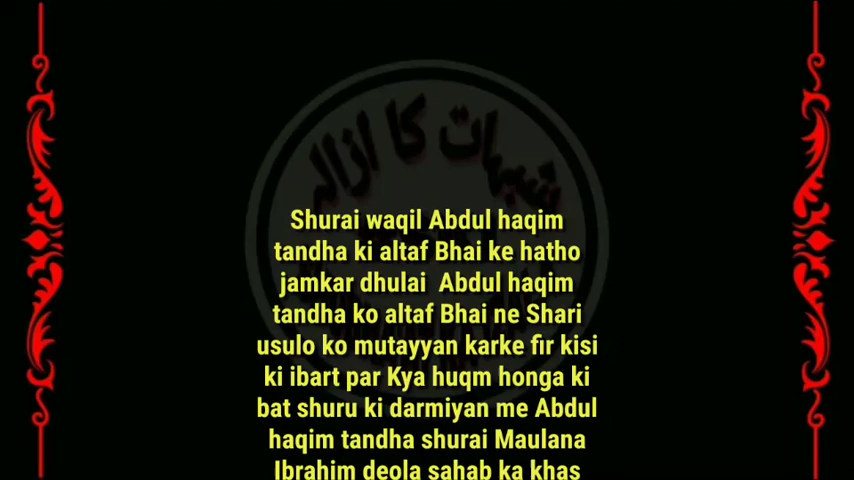 شبہات کا ازالہ
Shurai waqil Abdul haqim
tandha ki altaf Bhai ke hatho
jamkar dhulai Abdul haqim
tandha ko altaf Bhai ne Shari
usulo ko mutayyan karke fir kisi
ki ibart par Kya huqm honga ki
bat shuru ki darmiyan me Abdul
haqim tandha shurai Maulana
Ibrahim deola sahab ka khas